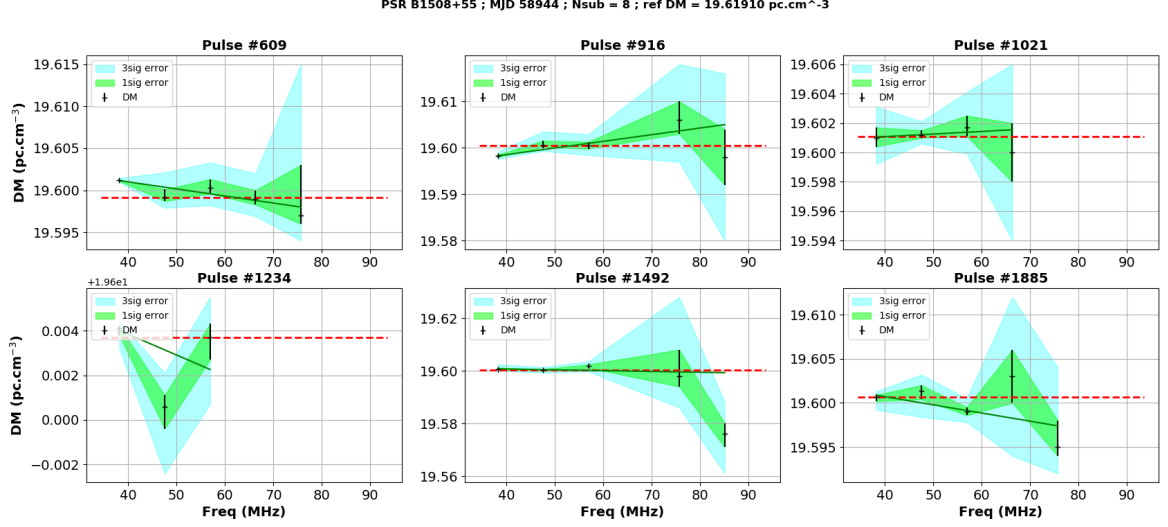 PSR B1508+55 ; MJD 58944 ; Nsub = 8 ; ref DM = 19.61910 pc.cm^-3
Pulse #609
19.615
19.610
19.605
19.600
19.595
DM (pc.cm⁻³)
3sig error
1sig error
DM
40 50 60 70 80 90
Pulse #916
19.61
19.60
19.59
19.58
3sig error
1sig error
DM
40 50 60 70 80 90
Pulse #1021
19.606
19.604
19.602
19.600
19.598
19.596
19.594
3sig error
1sig error
DM
40 50 60 70 80 90
Pulse #1234
+1.96e1
0.004
0.002
0.000
−0.002
DM (pc.cm⁻³)
3sig error
1sig error
DM
40 50 60 70 80 90
Freq (MHz)
Pulse #1492
19.62
19.60
19.58
19.56
3sig error
1sig error
DM
40 50 60 70 80 90
Freq (MHz)
Pulse #1885
19.610
19.605
19.600
19.595
3sig error
1sig error
DM
40 50 60 70 80 90
Freq (MHz)